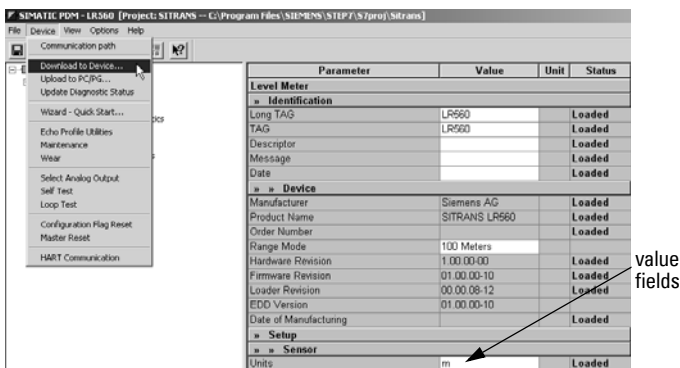 SIMATIC PDM - LR560 [Project: SITRANS -- C:\Program Files\SIEMENS\STEP7\S7proj\Sitrans]
File Device View Options Help
Communication path
Download to Device...
Upload to PC/PG...
Update Diagnostic Status
Wizard - Quick Start...
Echo Profile Utilities
Maintenance
Wear
Select Analog Output
Self Test
Loop Test
Configuration Flag Reset
Master Reset
HART Communication
Parameter Value Unit Status
Level Meter
» Identification
Long TAG LR560 Loaded
TAG LR560 Loaded
Descriptor Loaded
Message Loaded
Date Loaded
» » Device
Manufacturer Siemens AG Loaded
Product Name SITRANS LR560 Loaded
Order Number Loaded
Range Mode 100 Meters
Hardware Revision 1.00.00-00 Loaded
Firmware Revision 01.00.00-10 Loaded
Loader Revision 00.00.08-12 Loaded
EDD Version 01.00.00-10 Loaded
Date of Manufacturing Loaded
» Setup
» » Sensor
Units m Loaded
value
fields